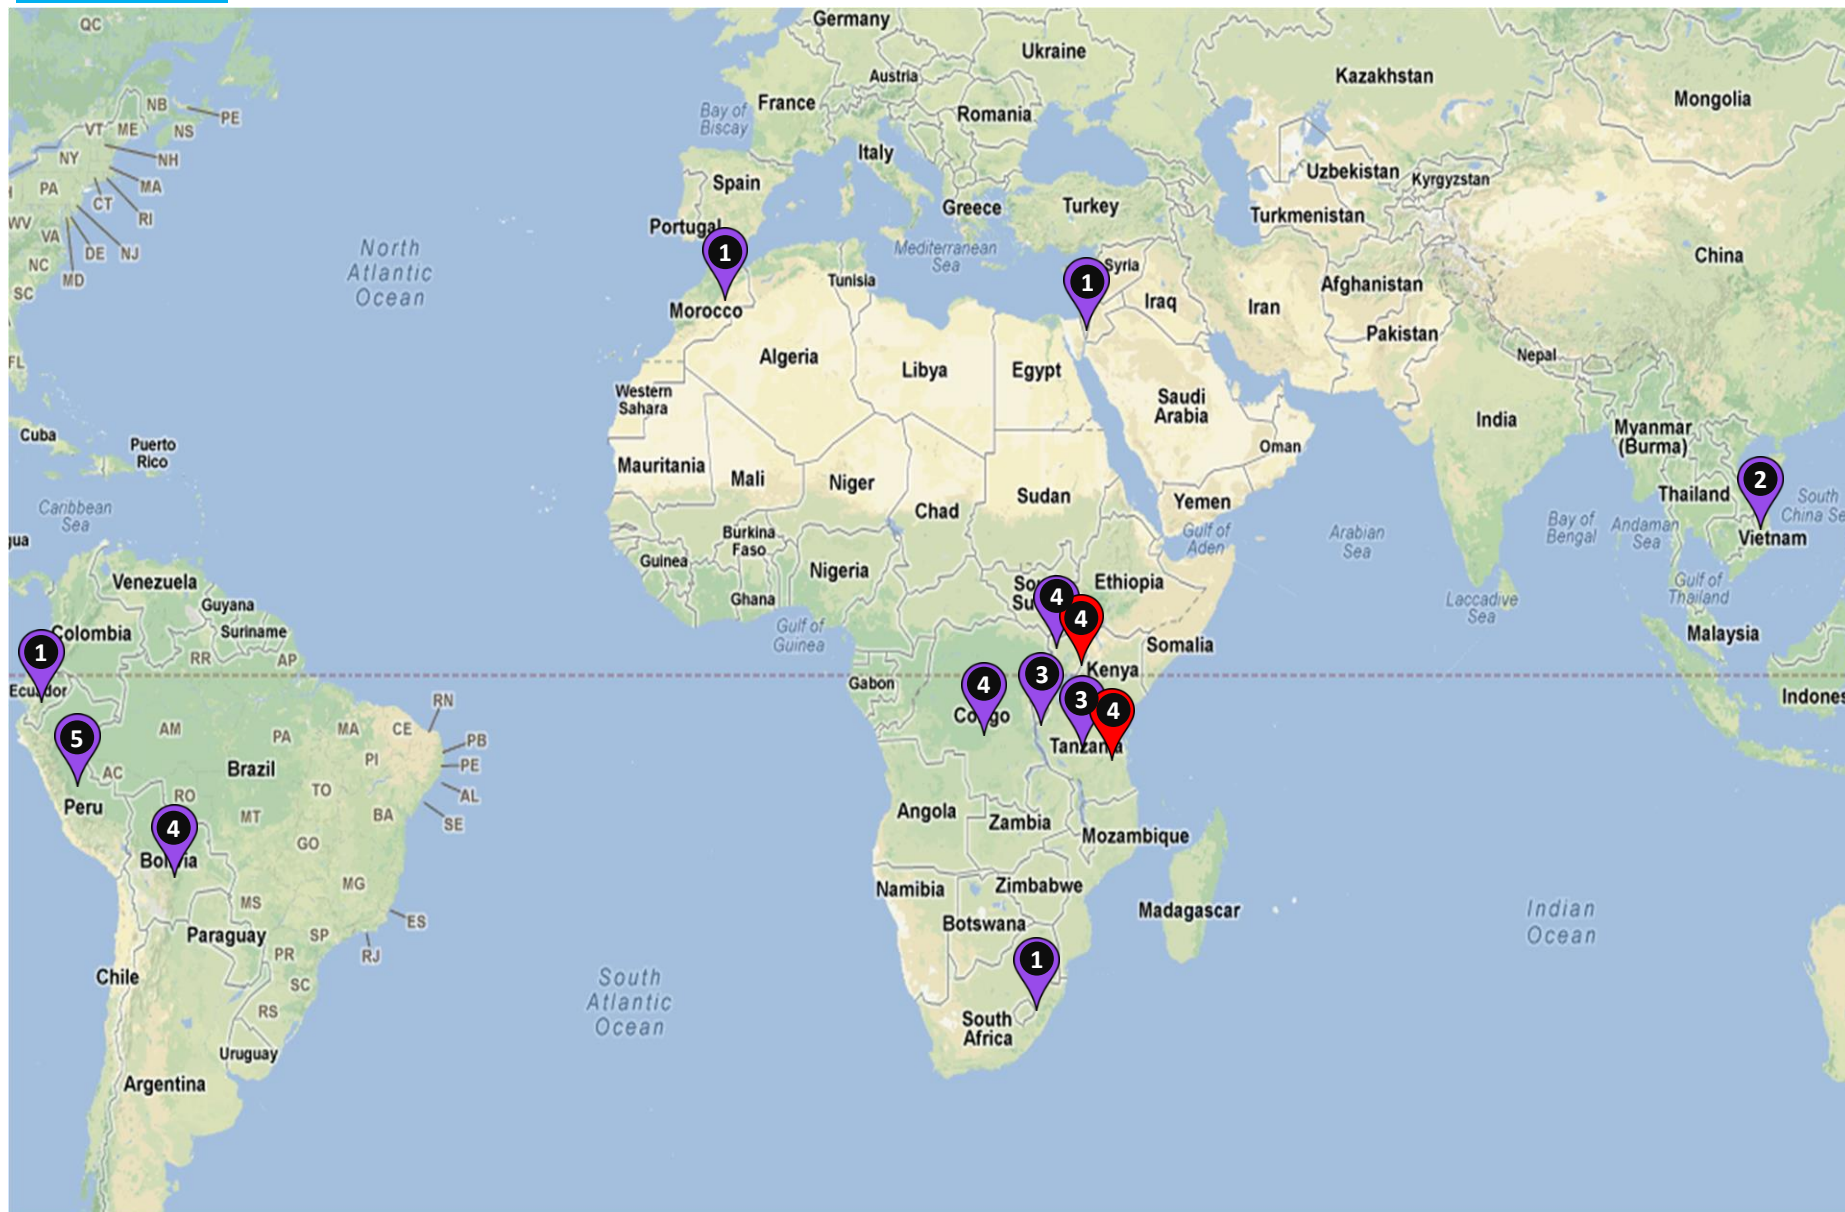 QC
Germany
Ukraine
Kazakhstan
Mongolia
Austria
France
Romania
Bay of
Biscay
NB
PE
VT
ME
NS
NY
NH
Italy
Uzbekistan
Kyrgyzstan
PA
MA
Spain
CT
RI
Greece
Turkey
Turkmenistan
WV
VA
Portugal
DE
NJ
North
Atlantic
Ocean
Mediterranean
Sea
China
NC
MD
1
Syria
SC
Tunisia
1
Afghanistan
Iraq
Iran
Morocco
Pakistan
Nepal
FL
Algeria
Libya
Egypt
Western
Sahara
Saudi
Arabia
India
Cuba
Puerto
Rico
Oman
Myanmar
(Burma)
Mauritania
Mali
Niger
Sudan
2
Thailand
South
China Se
Caribbean
Sea
Chad
Yemen
gua
Burkina
Faso
Gulf of
Aden
Arabian
Sea
Bay of
Bengal
Andaman
Sea
Vietnam
Guinea
Nigeria
Venezuela
Sou
Su
Ethiopia
Gulf of
Thailand
Guyana
Ghana
4
Laccadive
Sea
Colombia
Suriname
Gulf of
Guinea
4
Malaysia
1
RR
AP
Somalia
Kenya
Ecuador
Gabon
4
3
3
4
Indones
RN
Congo
AM
PA
MA
CE
5
PB
Tanzania
AC
Brazil
PI
PE
RO
TO
AL
Peru
MT
BA
SE
4
Angola
Zambia
Mozambique
Bolivia
GO
MG
Namibia
Zimbabwe
MS
ES
Botswana
Madagascar
Indian
Ocean
Paraguay
SP
PR
RJ
1
Chile
SC
South
Atlantic
Ocean
RS
South
Africa
Uruguay
Argentina